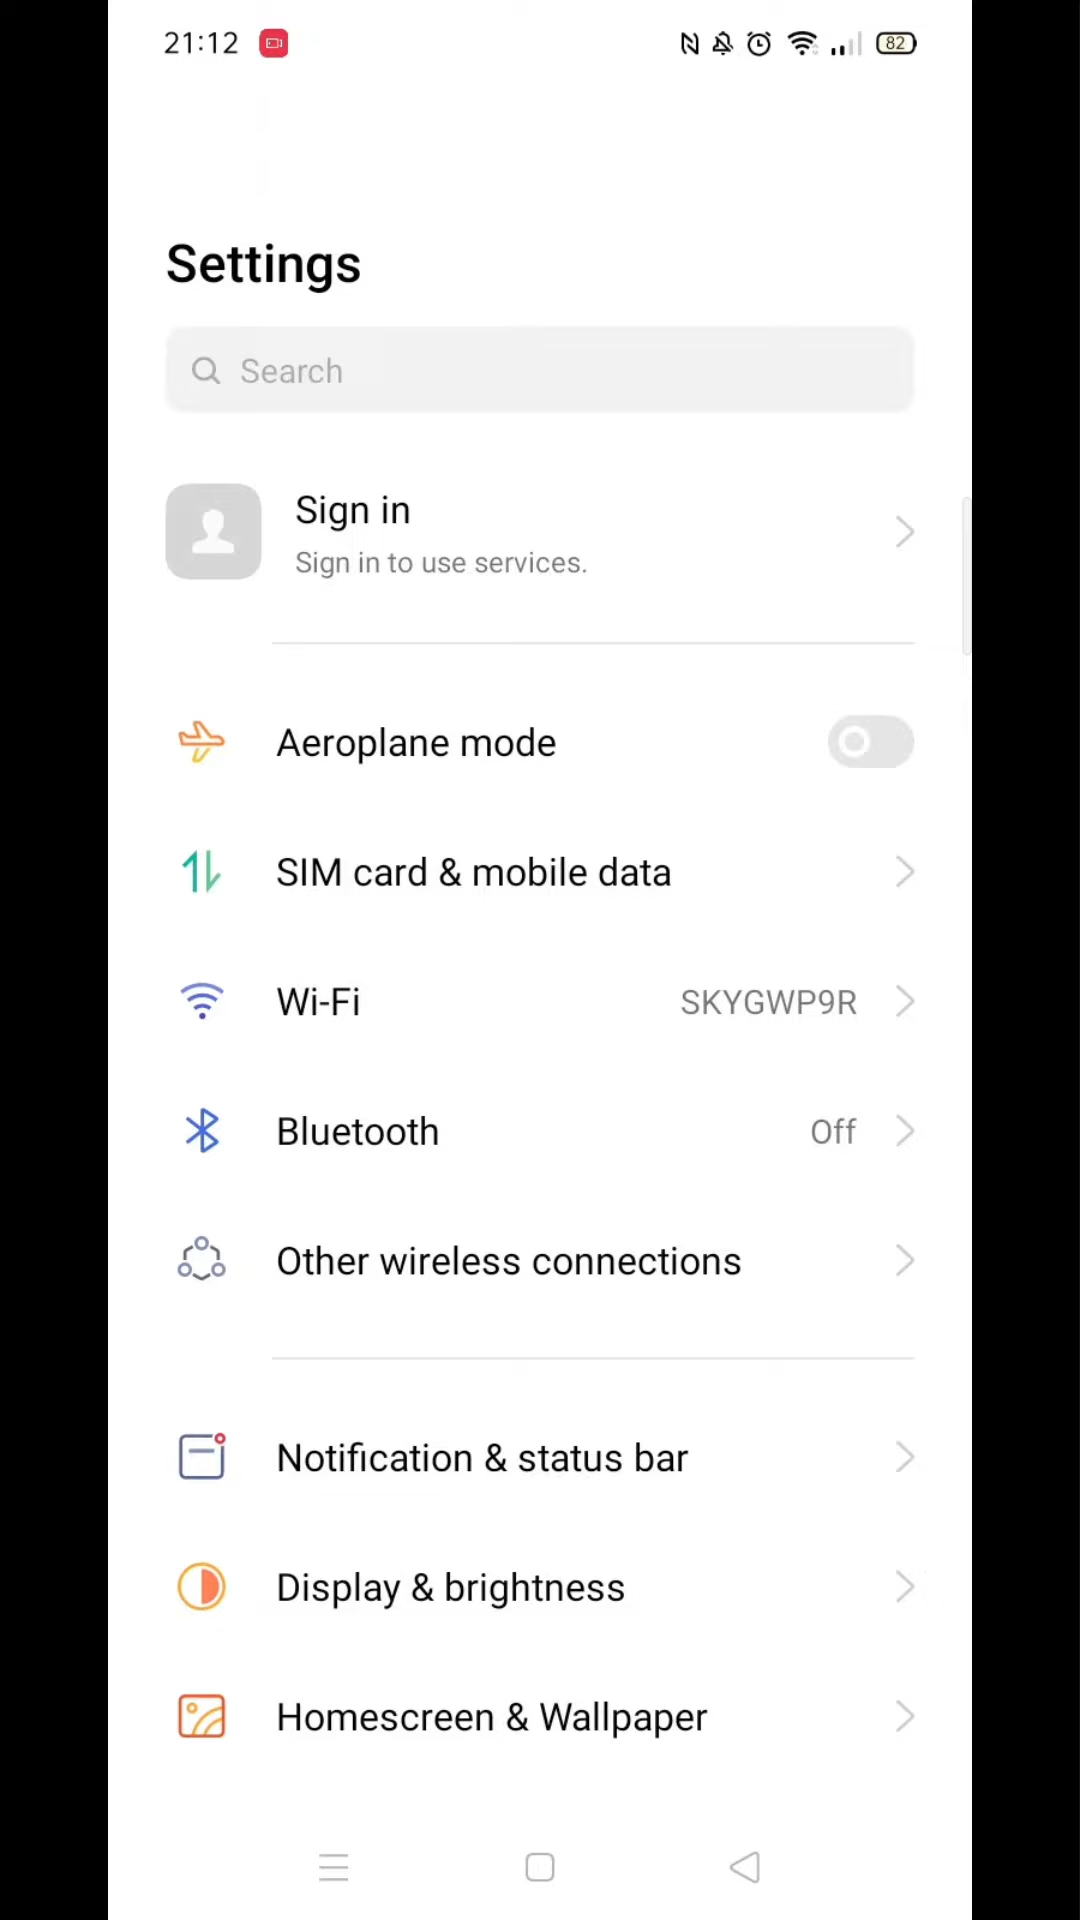 21:12 82
Settings
Search
Sign in
Sign in to use services.
Aeroplane mode
SIM card & mobile data
Wi-Fi SKYGWP9R
Bluetooth Off
Other wireless connections
Notification & status bar
Display & brightness
Homescreen & Wallpaper